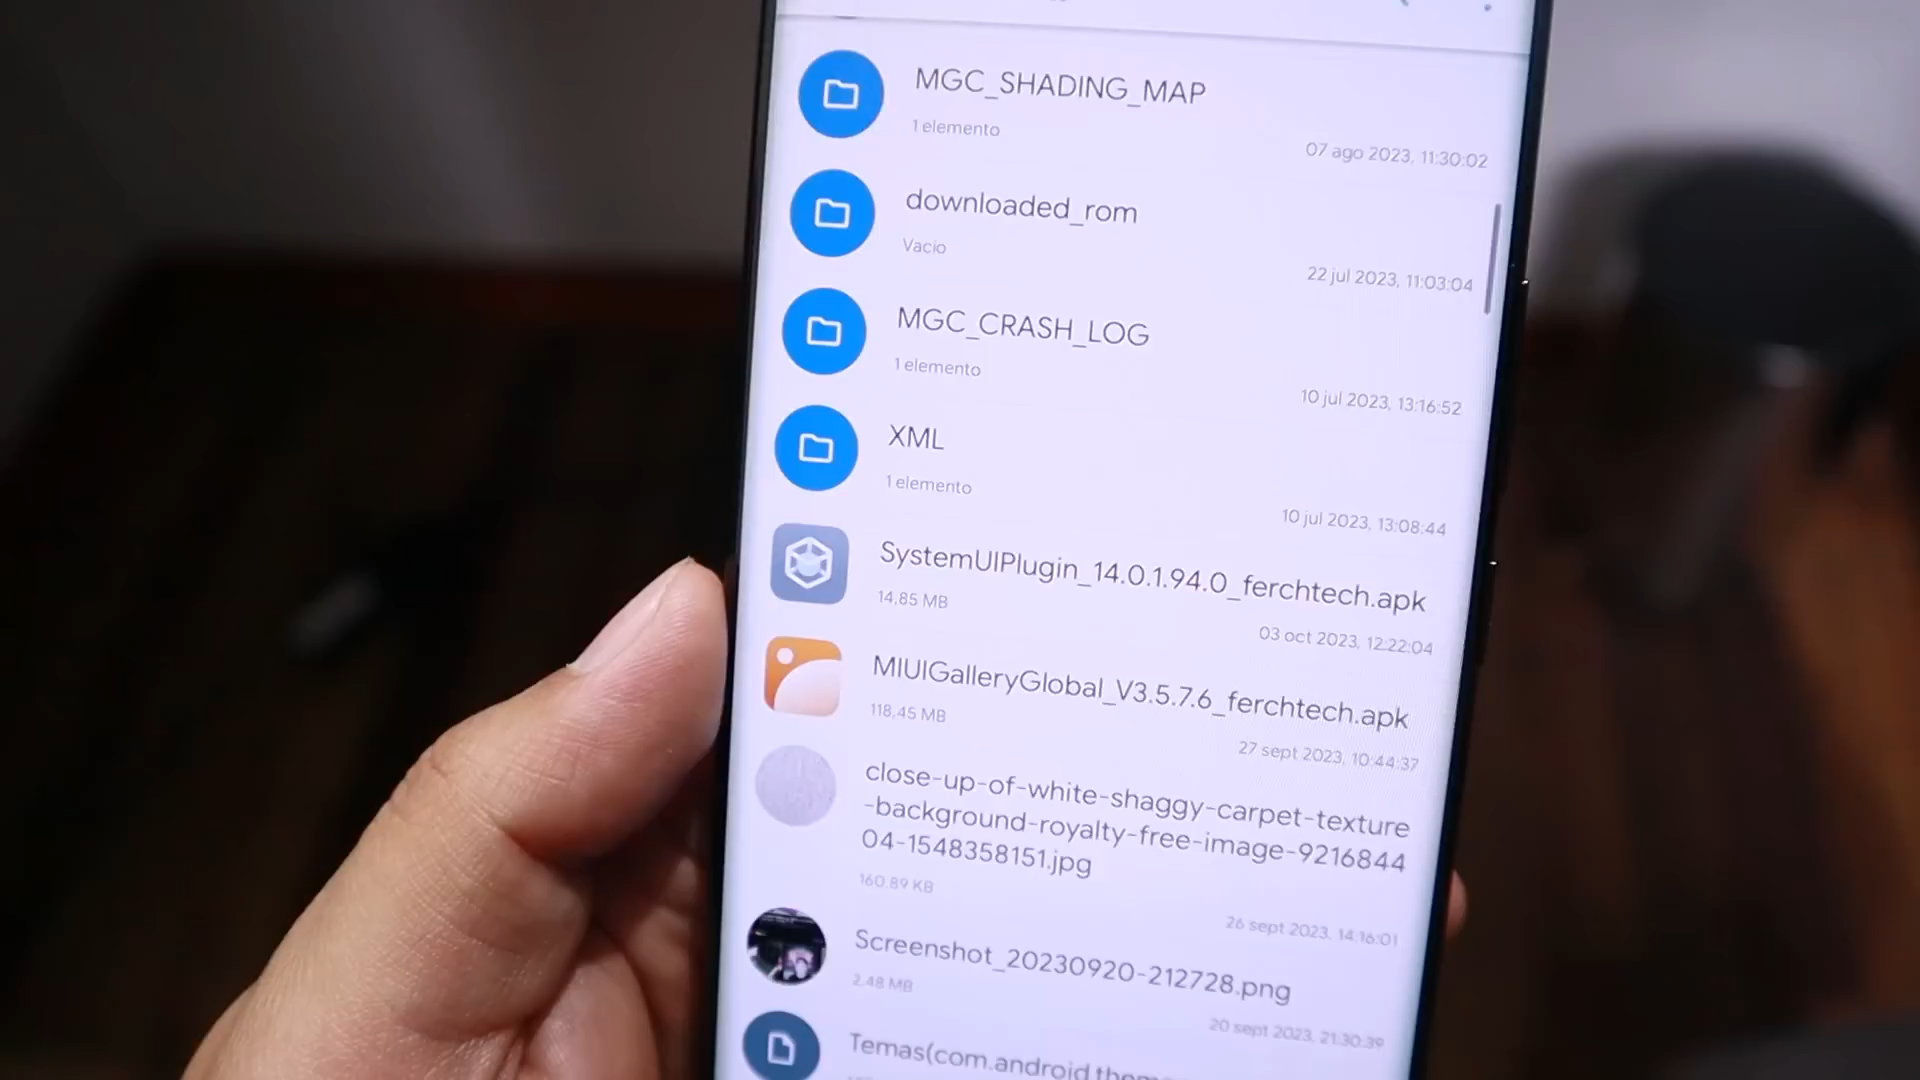 MGC_SHADING_MAP
1 elemento
07 ago 2023, 11:30:02
downloaded_rom
Vacío
22 jul 2023, 11:03:04
MGC_CRASH_LOG
1 elemento
10 jul 2023, 13:16:52
XML
1 elemento
10 jul 2023, 13:08:44
SystemUIPlugin_14.0.1.94.0_ferchtech.apk
14,85 MB
03 oct 2023, 12:22:04
MIUIGalleryGlobal_V3.5.7.6_ferchtech.apk
118,45 MB
27 sept 2023, 10:44:37
close-up-of-white-shaggy-carpet-texture
-background-royalty-free-image-9216844
04-1548358151.jpg
160,89 KB
26 sept 2023, 14:16:01
Screenshot_20230920-212728.png
2,48 MB
20 sept 2023, 21:30:39
Temas(com.android.them